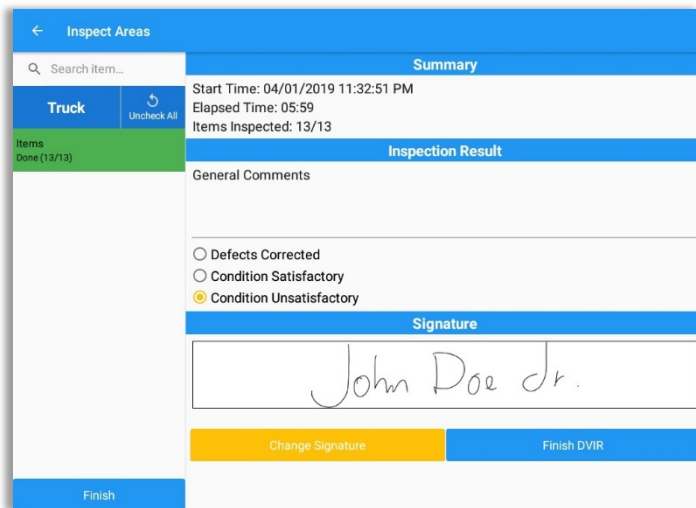 Inspect Areas
Search item...
Truck
Uncheck All
Items
Done (13/13)
Finish
Summary
Start Time: 04/01/2019 11:32:51 PM
Elapsed Time: 05:59
Items Inspected: 13/13
Inspection Result
General Comments
Defects Corrected
Condition Satisfactory
Condition Unsatisfactory
Signature
John Doe Jr.
Change Signature
Finish DVIR